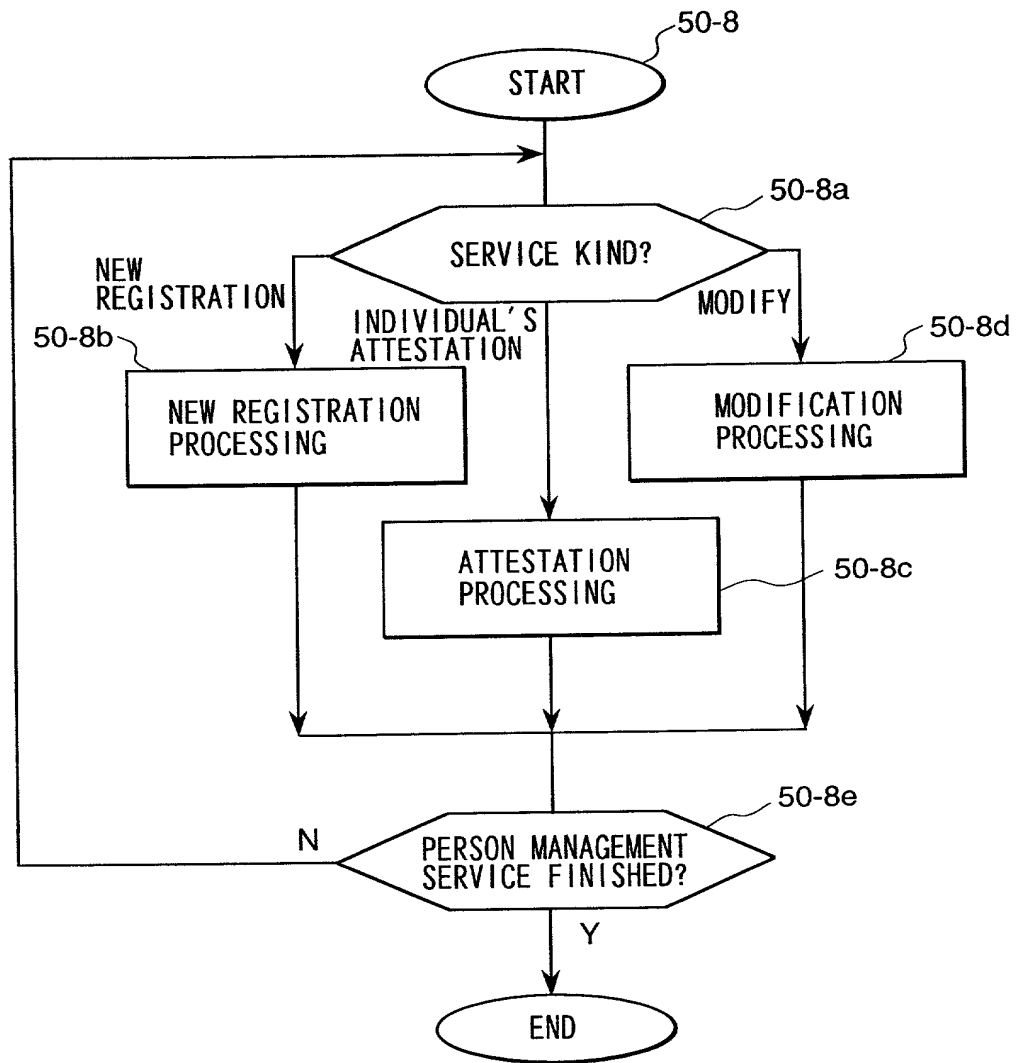 50-8
START
50-8a
SERVICE KIND?
NEW
REGISTRATION
INDIVIDUAL'S
ATTESTATION
MODIFY
50-8b
50-8d
NEW REGISTRATION
PROCESSING
MODIFICATION
PROCESSING
ATTESTATION
PROCESSING
50-8c
50-8e
N
PERSON MANAGEMENT
SERVICE FINISHED?
Y
END